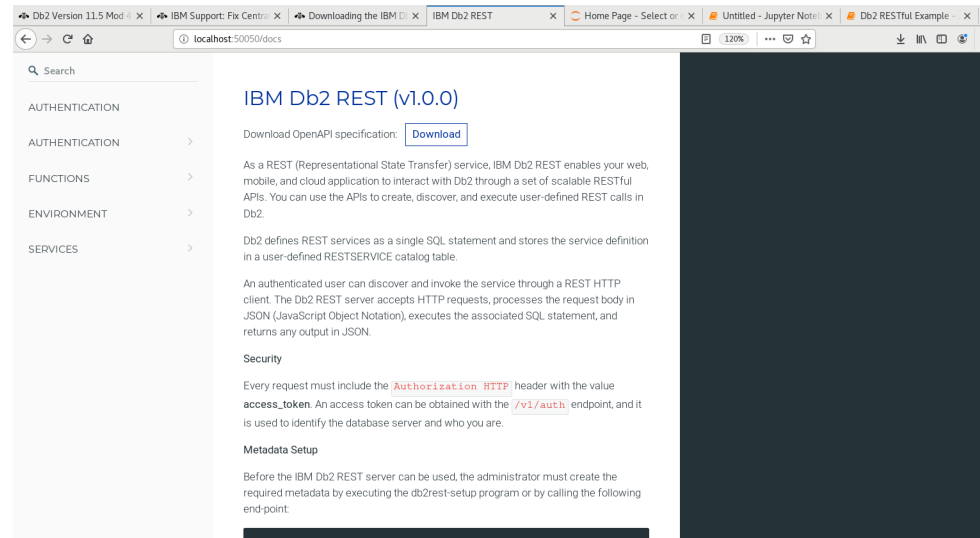 Db2 Version 11.5 Mod 4
IBM Support: Fix Centra
Downloading the IBM D
IBM Db2 REST
Home Page - Select or c
Untitled - Jupyter Note
Db2 RESTful Example -
localhost:50050/docs
120%
Search
AUTHENTICATION
AUTHENTICATION
FUNCTIONS
ENVIRONMENT
SERVICES
IBM Db2 REST (v1.0.0)
Download OpenAPI specification: Download
As a REST (Representational State Transfer) service, IBM Db2 REST enables your web,
mobile, and cloud application to interact with Db2 through a set of scalable RESTful
APIs. You can use the APIs to create, discover, and execute user-defined REST calls in
Db2.
Db2 defines REST services as a single SQL statement and stores the service definition
in a user-defined RESTSERVICE catalog table.
An authenticated user can discover and invoke the service through a REST HTTP
client. The Db2 REST server accepts HTTP requests, processes the request body in
JSON (JavaScript Object Notation), executes the associated SQL statement, and
returns any output in JSON.
Security
Every request must include the Authorization HTTP header with the value
access_token. An access token can be obtained with the /v1/auth endpoint, and it
is used to identify the database server and who you are.
Metadata Setup
Before the IBM Db2 REST server can be used, the administrator must create the
required metadata by executing the db2rest-setup program or by calling the following
end-point: